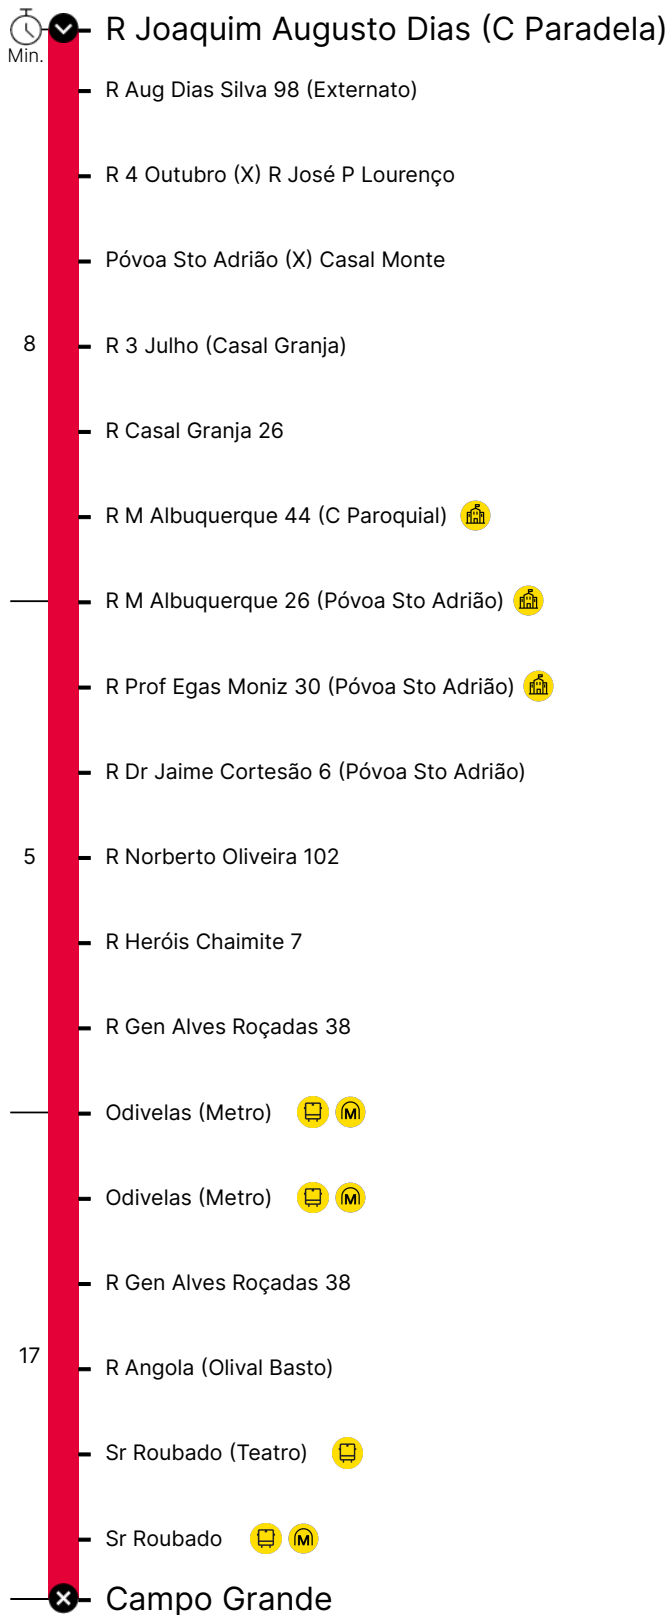 R Joaquim Augusto Dias (C Paradela)
Min.
R Aug Dias Silva 98 (Externato)
R 4 Outubro (X) R José P Lourenço
Póvoa Sto Adrião (X) Casal Monte
8
R 3 Julho (Casal Granja)
R Casal Granja 26
R M Albuquerque 44 (C Paroquial)
R M Albuquerque 26 (Póvoa Sto Adrião)
R Prof Egas Moniz 30 (Póvoa Sto Adrião)
R Dr Jaime Cortesão 6 (Póvoa Sto Adrião)
5
R Norberto Oliveira 102
R Heróis Chaimite 7
R Gen Alves Roçadas 38
Odivelas (Metro) M
Odivelas (Metro) M
R Gen Alves Roçadas 38
17
R Angola (Olival Basto)
Sr Roubado (Teatro)
Sr Roubado M
Campo Grande